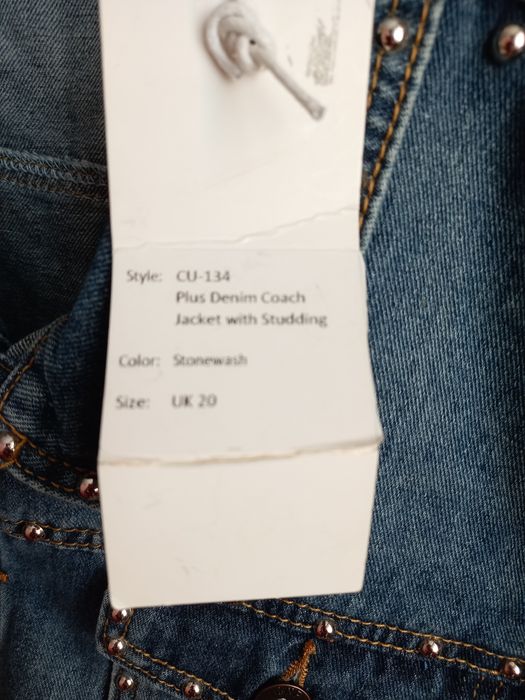 Style: CU-134
Plus Denim Coach
Jacket with Studding
Color: Stonewash
Size: UK 20